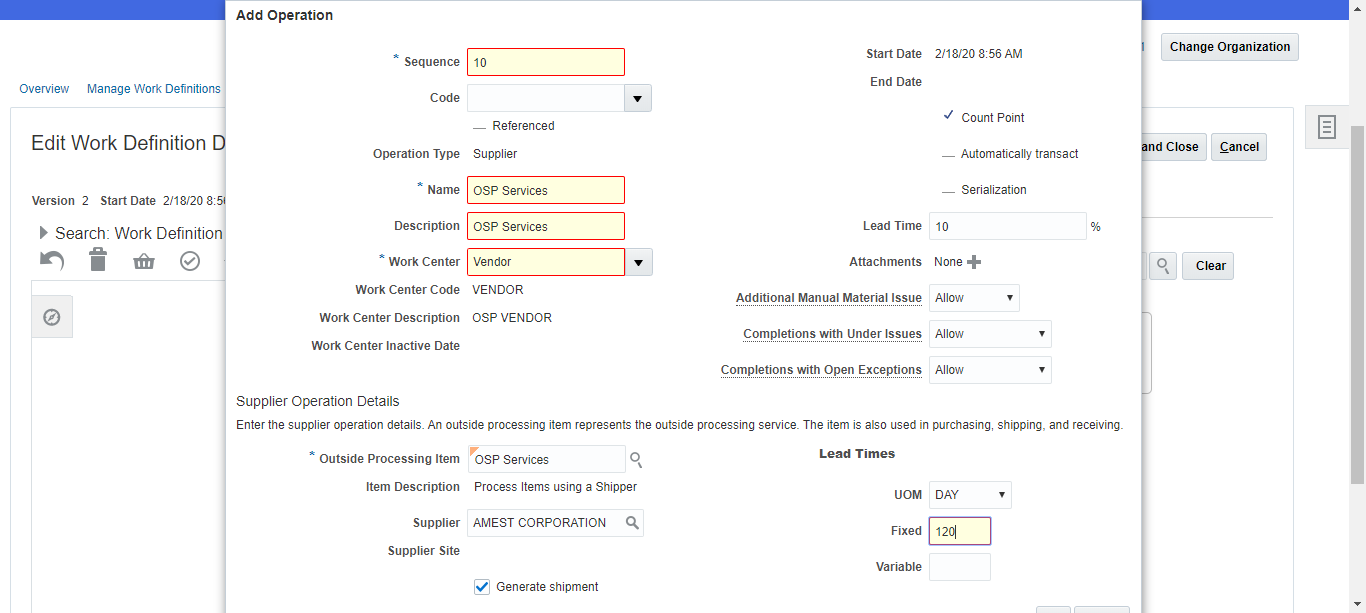 Add Operation
* Sequence 10
Code
Referenced
Operation Type Supplier
* Name OSP Services
Description OSP Services
* Work Center Vendor
Work Center Code VENDOR
Work Center Description OSP VENDOR
Work Center Inactive Date
Start Date 2/18/20 8:56 AM
End Date
Count Point
Automatically transact
Serialization
Lead Time 10 %
Attachments None
Additional Manual Material Issue Allow
Completions with Under Issues Allow
Completions with Open Exceptions Allow
Supplier Operation Details
Enter the supplier operation details. An outside processing item represents the outside processing service. The item is also used in purchasing, shipping, and receiving.
* Outside Processing Item OSP Services
Item Description Process Items using a Shipper
Supplier AMEST CORPORATION
Supplier Site
Generate shipment
Lead Times
UOM DAY
Fixed 120
Variable
Change Organization
Overview Manage Work Definitions
Edit Work Definition D
and Close Cancel
Version 2 Start Date 2/18/20 8:5
Search: Work Definition
Clear